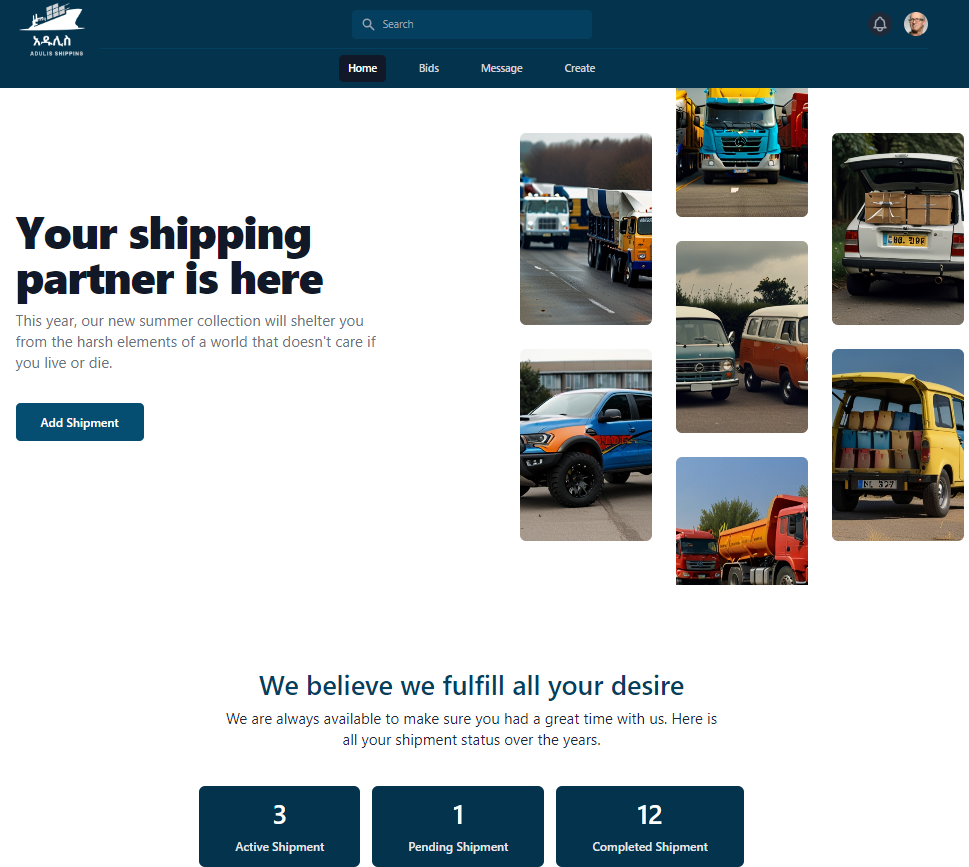 Search
አዱሊስ
ADULIS SHIPPING
Home
Bids
Message
Create
Your shipping
partner is here
This year, our new summer collection will shelter you
from the harsh elements of a world that doesn't care if
you live or die.
Add Shipment
We believe we fulfill all your desire
We are always available to make sure you had a great time with us. Here is
all your shipment status over the years.
3
Active Shipment
1
Pending Shipment
12
Completed Shipment